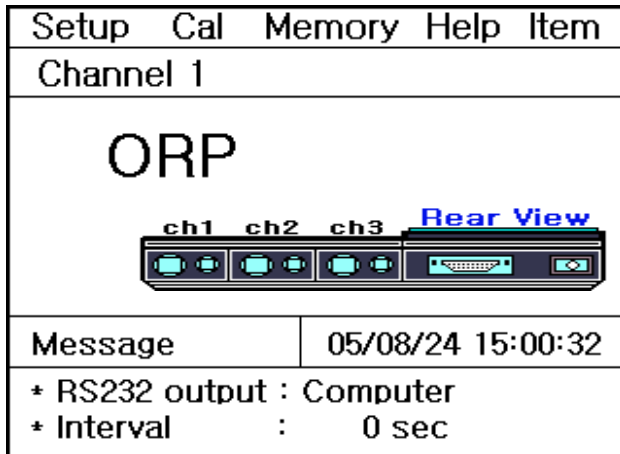 Setup Cal Memory Help Item
Channel 1
ORP
Rear View
ch1 ch2 ch3
Message 05/08/24 15:00:32
* RS232 output : Computer
* Interval : 0 sec